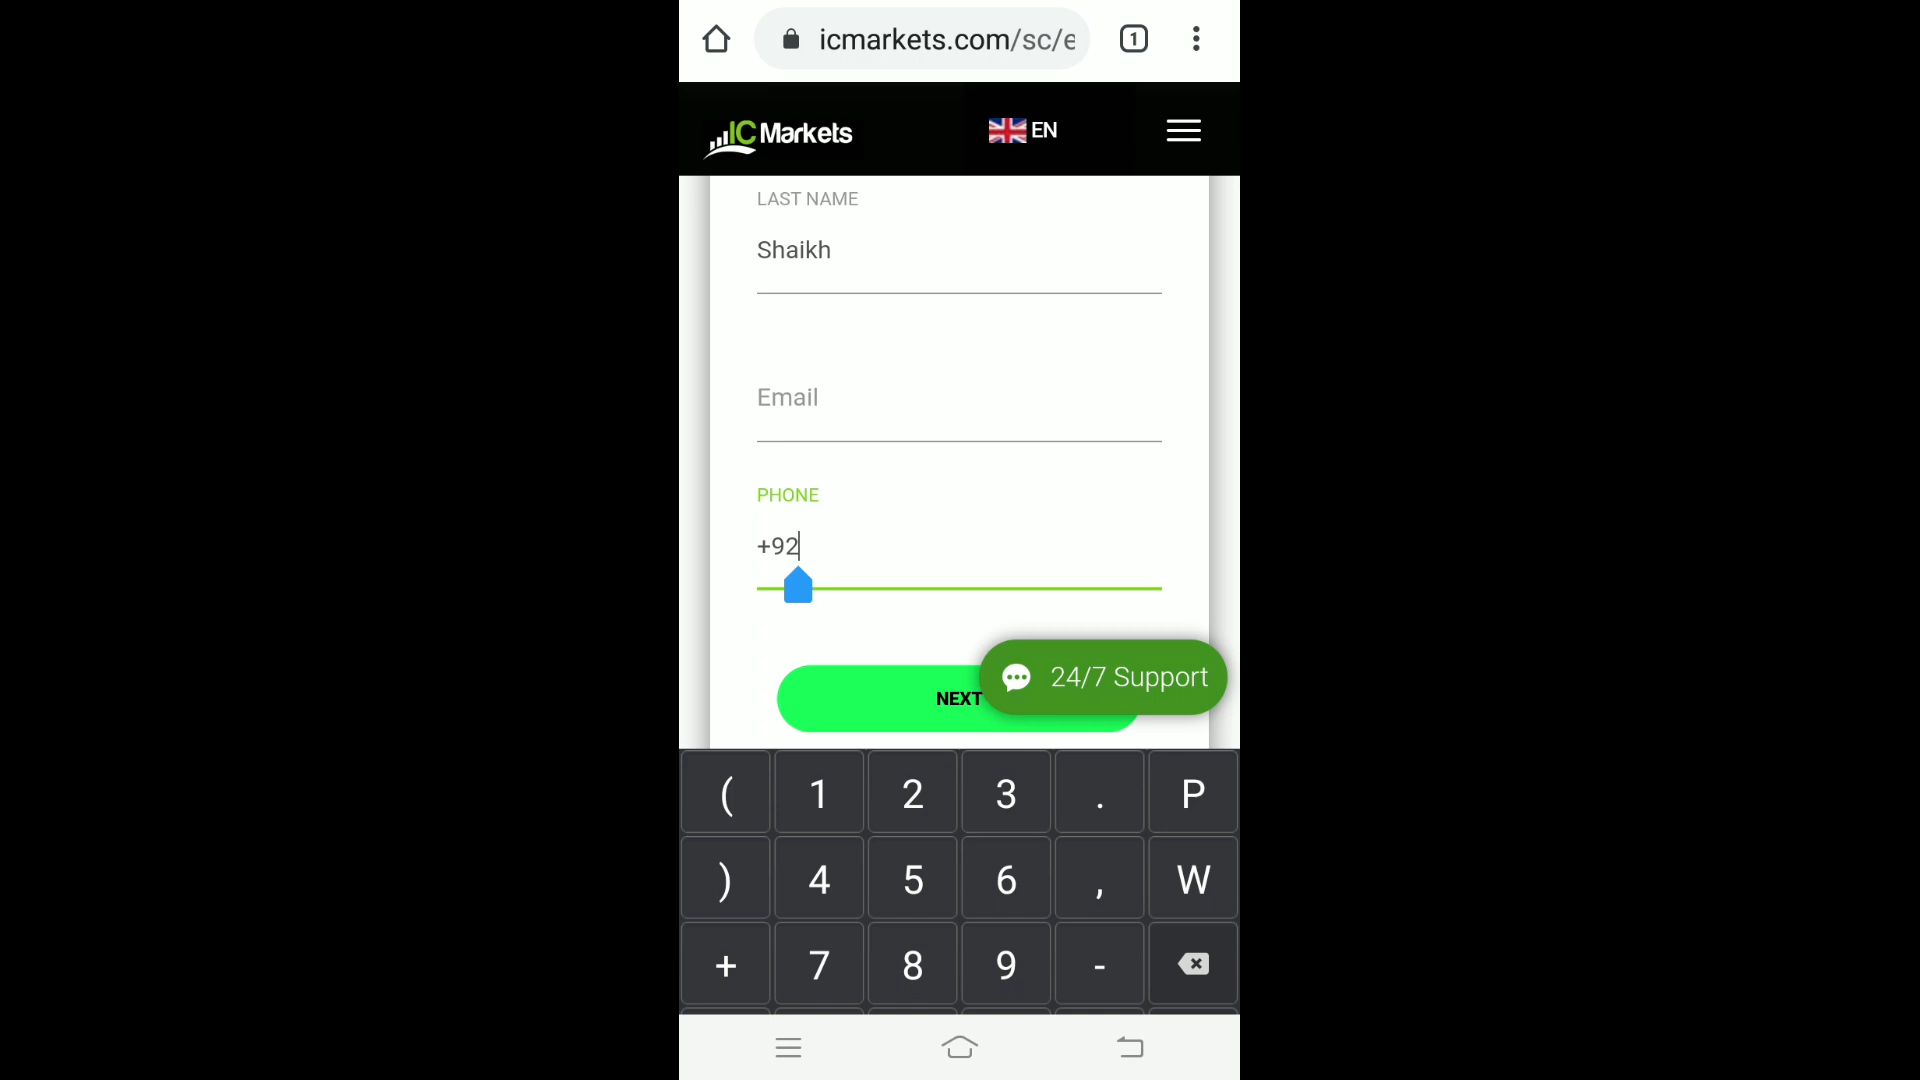 icmarkets.com/sc/e
1
IC Markets
EN
LAST NAME
Shaikh
Email
PHONE
+92
NEXT
24/7 Support
( 1 2 3 . P
) 4 5 6 , W
+ 7 8 9 -